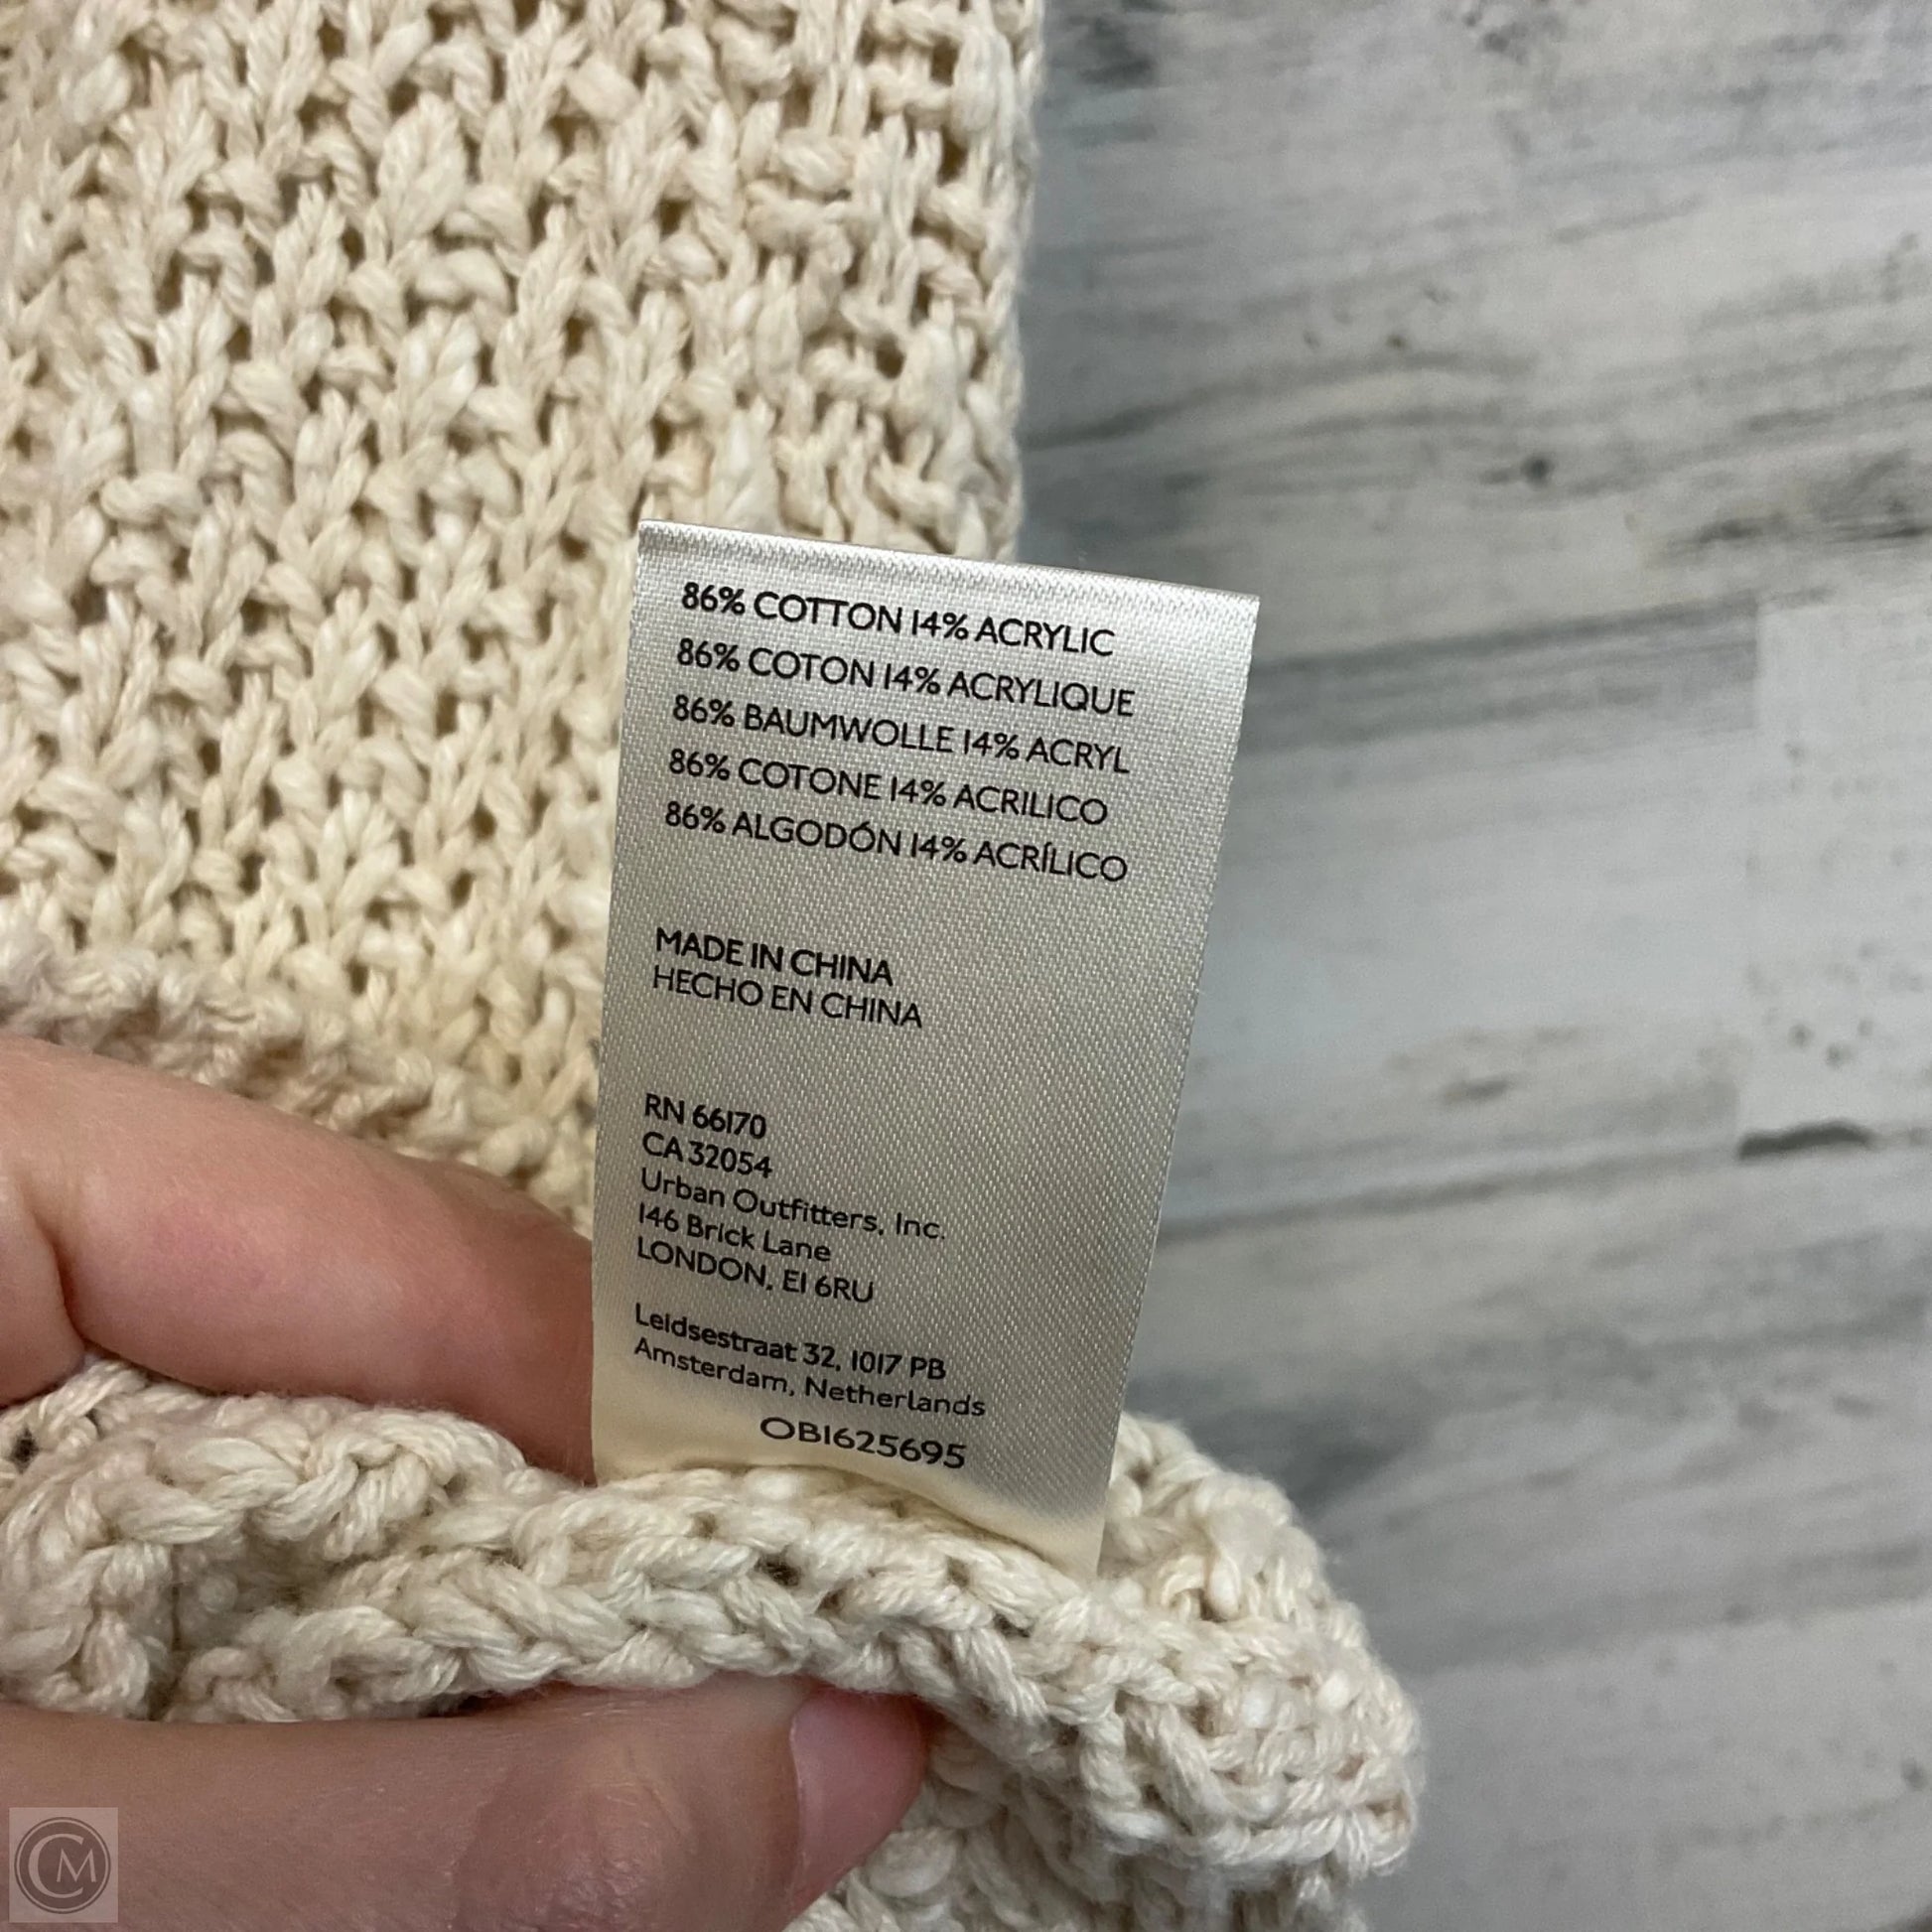 86% COTTON 14% ACRYLIC
86% COTON 14% ACRYLIQUE
86% BAUMWOLLE 14% ACRYL
86% COTONE 14% ACRILICO
86% ALGODÓN 14% ACRÍLICO
MADE IN CHINA
HECHO EN CHINA
RN 66170
CA 32054
Urban Outfitters, Inc.
146 Brick Lane
LONDON, E1 6RU
Leidsestraat 32, 1017 PB
Amsterdam, Netherlands
OB1625695
CM